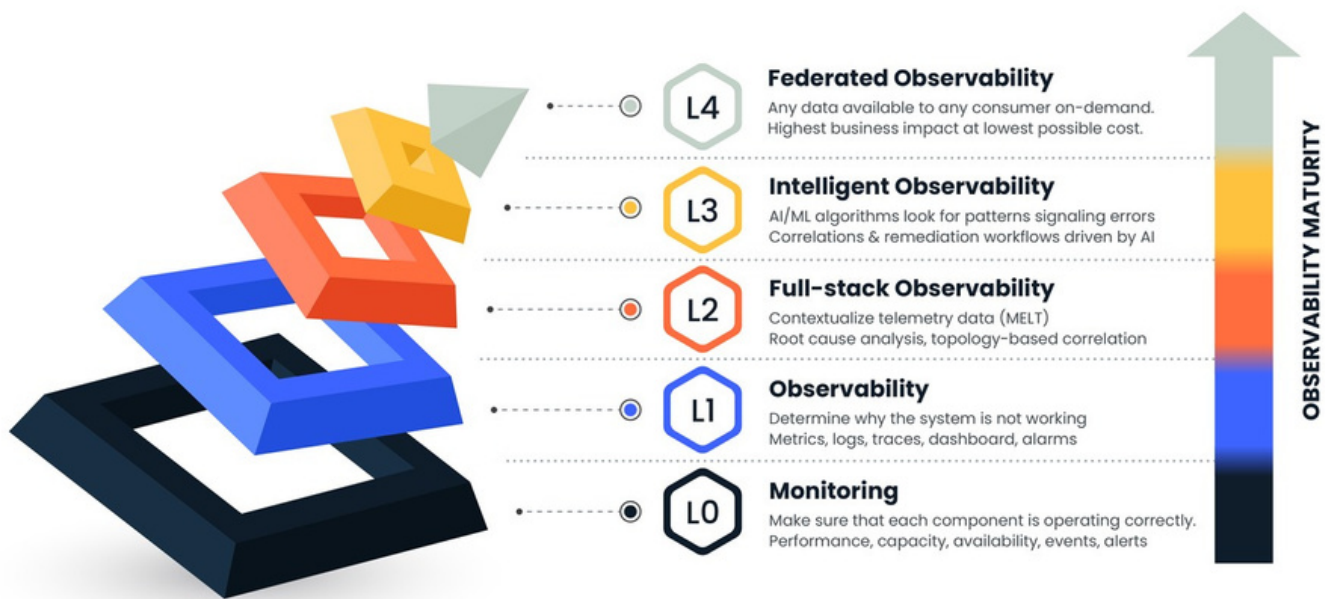 L4
Federated Observability
Any data available to any consumer on-demand.
Highest business impact at lowest possible cost.
L3
Intelligent Observability
AI/ML algorithms look for patterns signaling errors
Correlations & remediation workflows driven by AI
L2
Full-stack Observability
Contextualize telemetry data (MELT)
Root cause analysis, topology-based correlation
L1
Observability
Determine why the system is not working
Metrics, logs, traces, dashboard, alarms
L0
Monitoring
Make sure that each component is operating correctly.
Performance, capacity, availability, events, alerts
OBSERVABILITY MATURITY